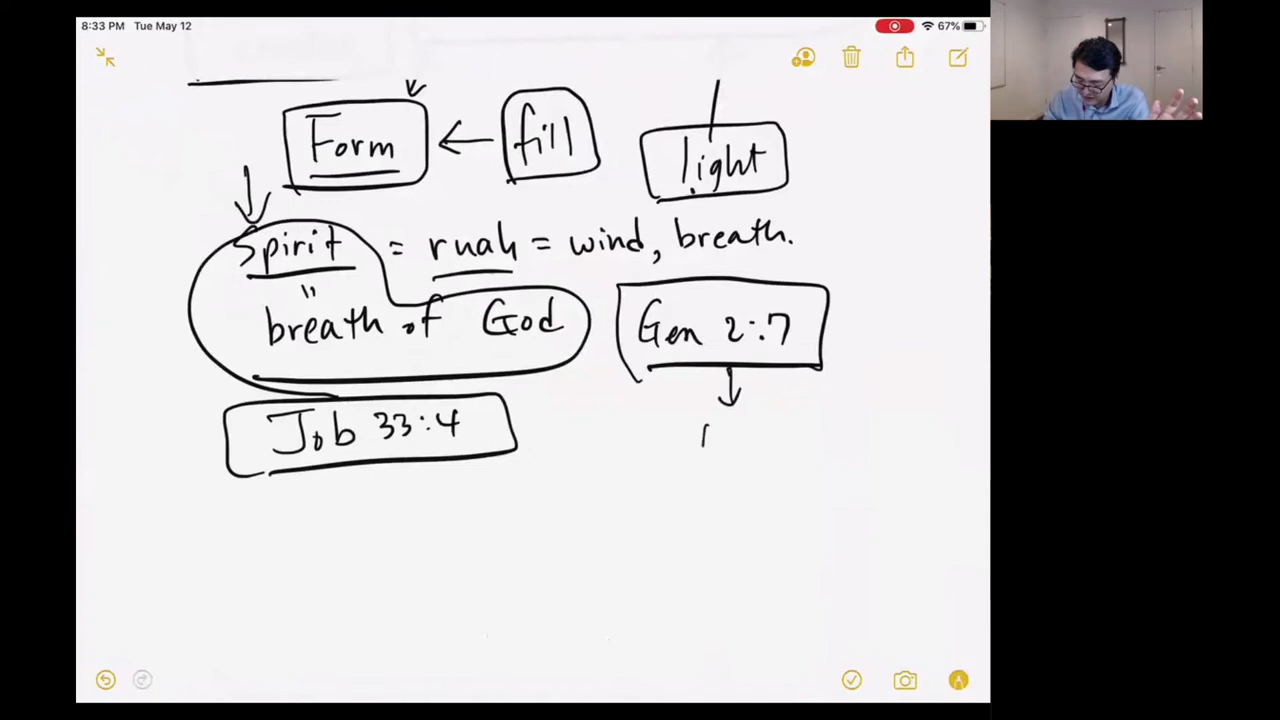 8:33 PM Tue May 12
67%
Form ← fill
light
Spirit = ruah = wind, breath.
"
breath of God
Gen 2:7
Job 33:4